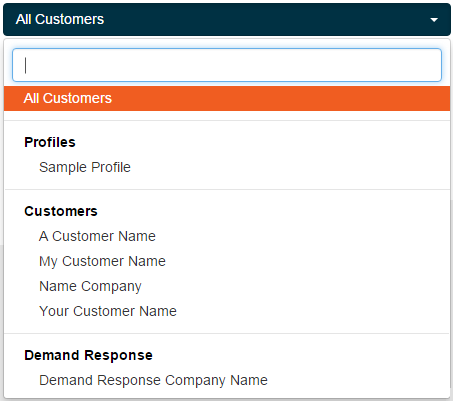 All Customers
All Customers
Profiles
Sample Profile
Customers
A Customer Name
My Customer Name
Name Company
Your Customer Name
Demand Response
Demand Response Company Name